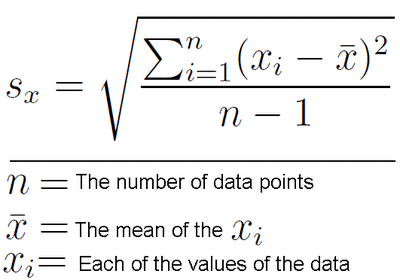 s_x = √(∑_{i=1}^{n}(x_i − x̄)² / (n − 1))
n = The number of data points
x̄ = The mean of the x_i
x_i = Each of the values of the data